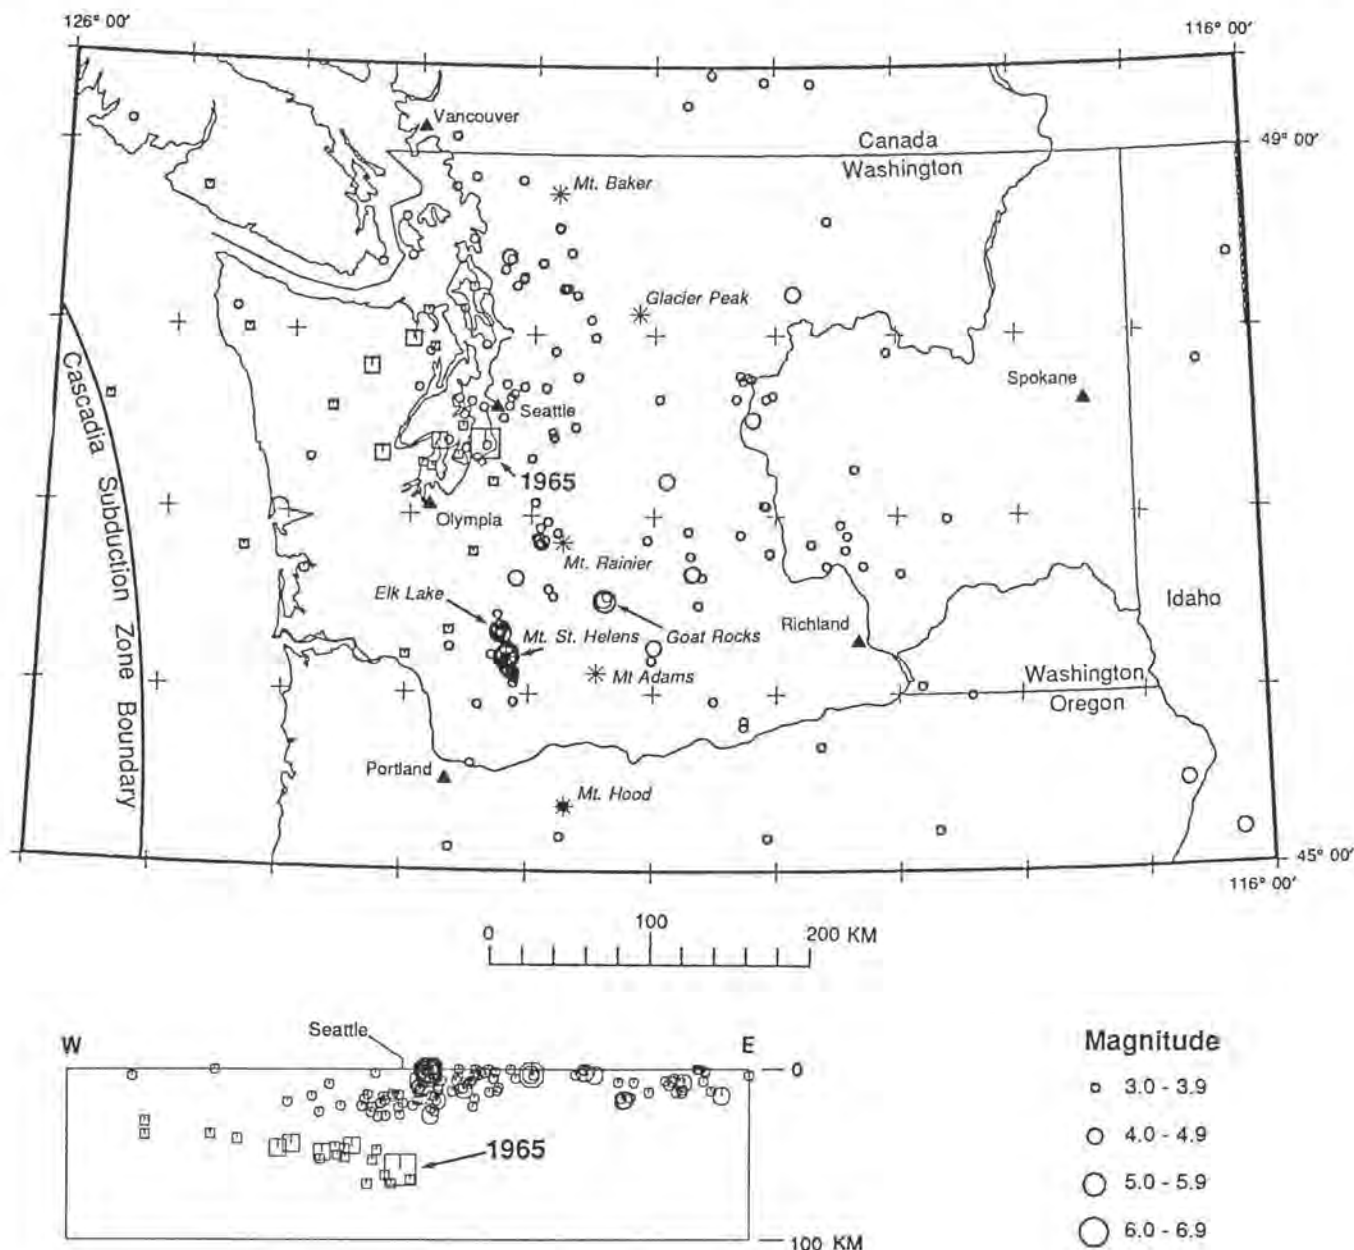 126° 00′
116° 00′
Vancouver
Canada
49° 00′
Washington
Mt. Baker
Glacier Peak
Cascadia Subduction Zone Boundary
Spokane
Seattle
1965
Olympia
Mt. Rainier
Elk Lake
Idaho
Mt. St. Helens
Goat Rocks
Richland
Mt Adams
Washington
Oregon
Portland
Mt. Hood
45° 00′
116° 00′
100
0
200 KM
Seattle
W
E
0
1965
100 KM
Magnitude
3.0 - 3.9
4.0 - 4.9
5.0 - 5.9
6.0 - 6.9